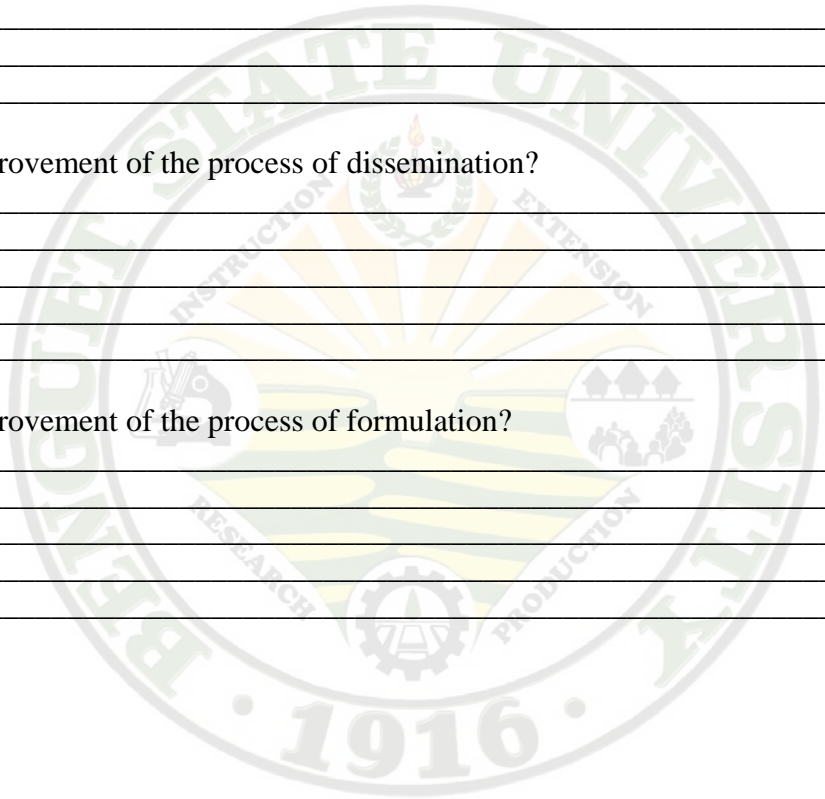 rovement of the process of dissemination?
rovement of the process of formulation?
BENGUET STATE UNIVERSITY
INSTRUCTION
EXTENSION
RESEARCH
PRODUCTION
· 1916 ·